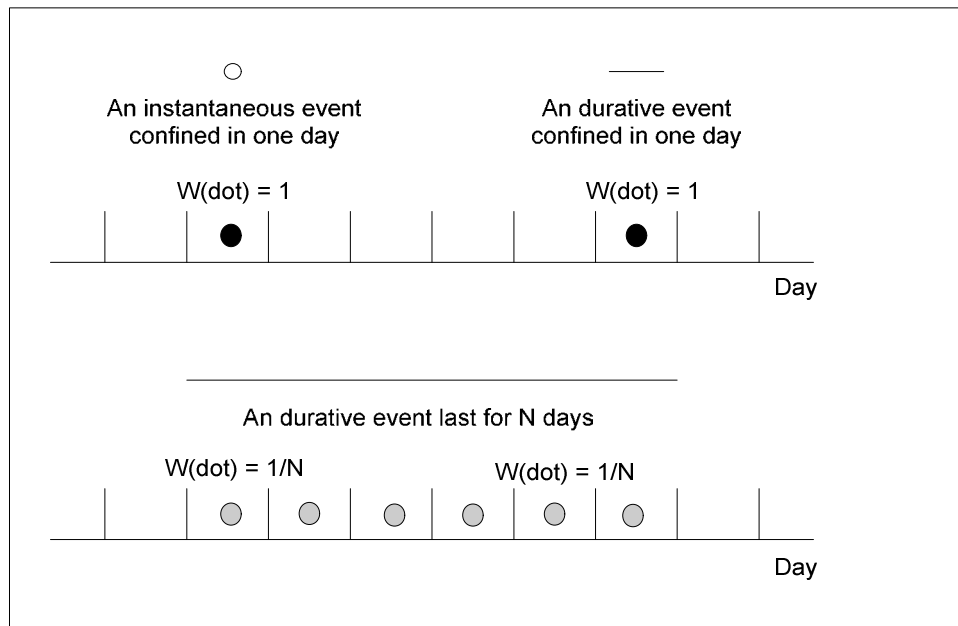 An instantaneous event
confined in one day
An durative event
confined in one day
W(dot) = 1
W(dot) = 1
Day
An durative event last for N days
W(dot) = 1/N
W(dot) = 1/N
Day